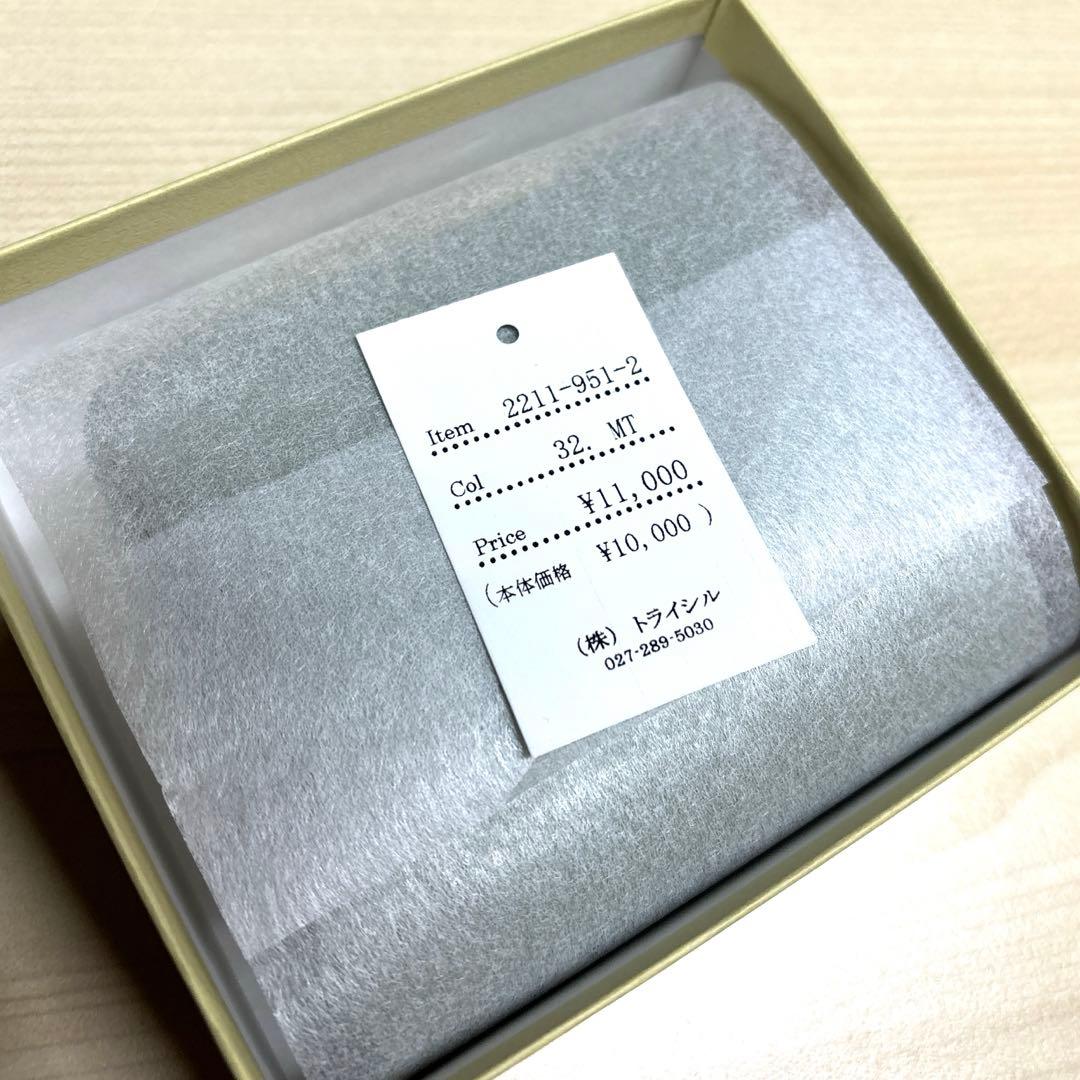 Item 2211-951-2
Col 32. MT
Price ¥11,000
(本体価格 ¥10,000)
(株) トライシル
027-289-5030